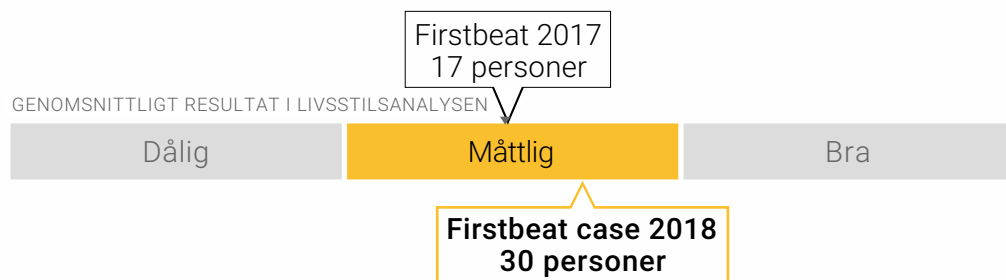 Firstbeat 2017
17 personer
GENOMSNITTLIGT RESULTAT I LIVSSTILSANALYSEN
Dålig
Måttlig
Bra
Firstbeat case 2018
30 personer